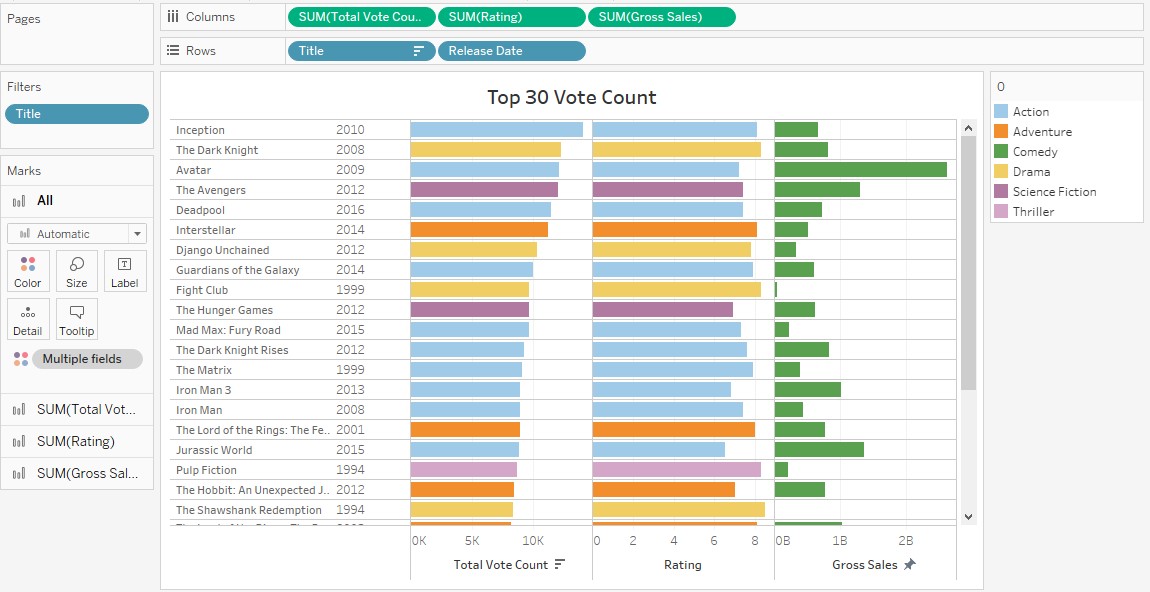 Pages
Columns
SUM(Total Vote Cou..
SUM(Rating)
SUM(Gross Sales)
Rows
Title
Release Date
Filters
Title
Marks
All
Automatic
Color
Size
Label
Detail
Tooltip
Multiple fields
SUM(Total Vot...
SUM(Rating)
SUM(Gross Sal...
Top 30 Vote Count
Inception 2010
The Dark Knight 2008
Avatar 2009
The Avengers 2012
Deadpool 2016
Interstellar 2014
Django Unchained 2012
Guardians of the Galaxy 2014
Fight Club 1999
The Hunger Games 2012
Mad Max: Fury Road 2015
The Dark Knight Rises 2012
The Matrix 1999
Iron Man 3 2013
Iron Man 2008
The Lord of the Rings: The Fe.. 2001
Jurassic World 2015
Pulp Fiction 1994
The Hobbit: An Unexpected J.. 2012
The Shawshank Redemption 1994
0K 5K 10K 0 2 4 6 8 0B 1B 2B
Total Vote Count Rating Gross Sales
0
Action
Adventure
Comedy
Drama
Science Fiction
Thriller